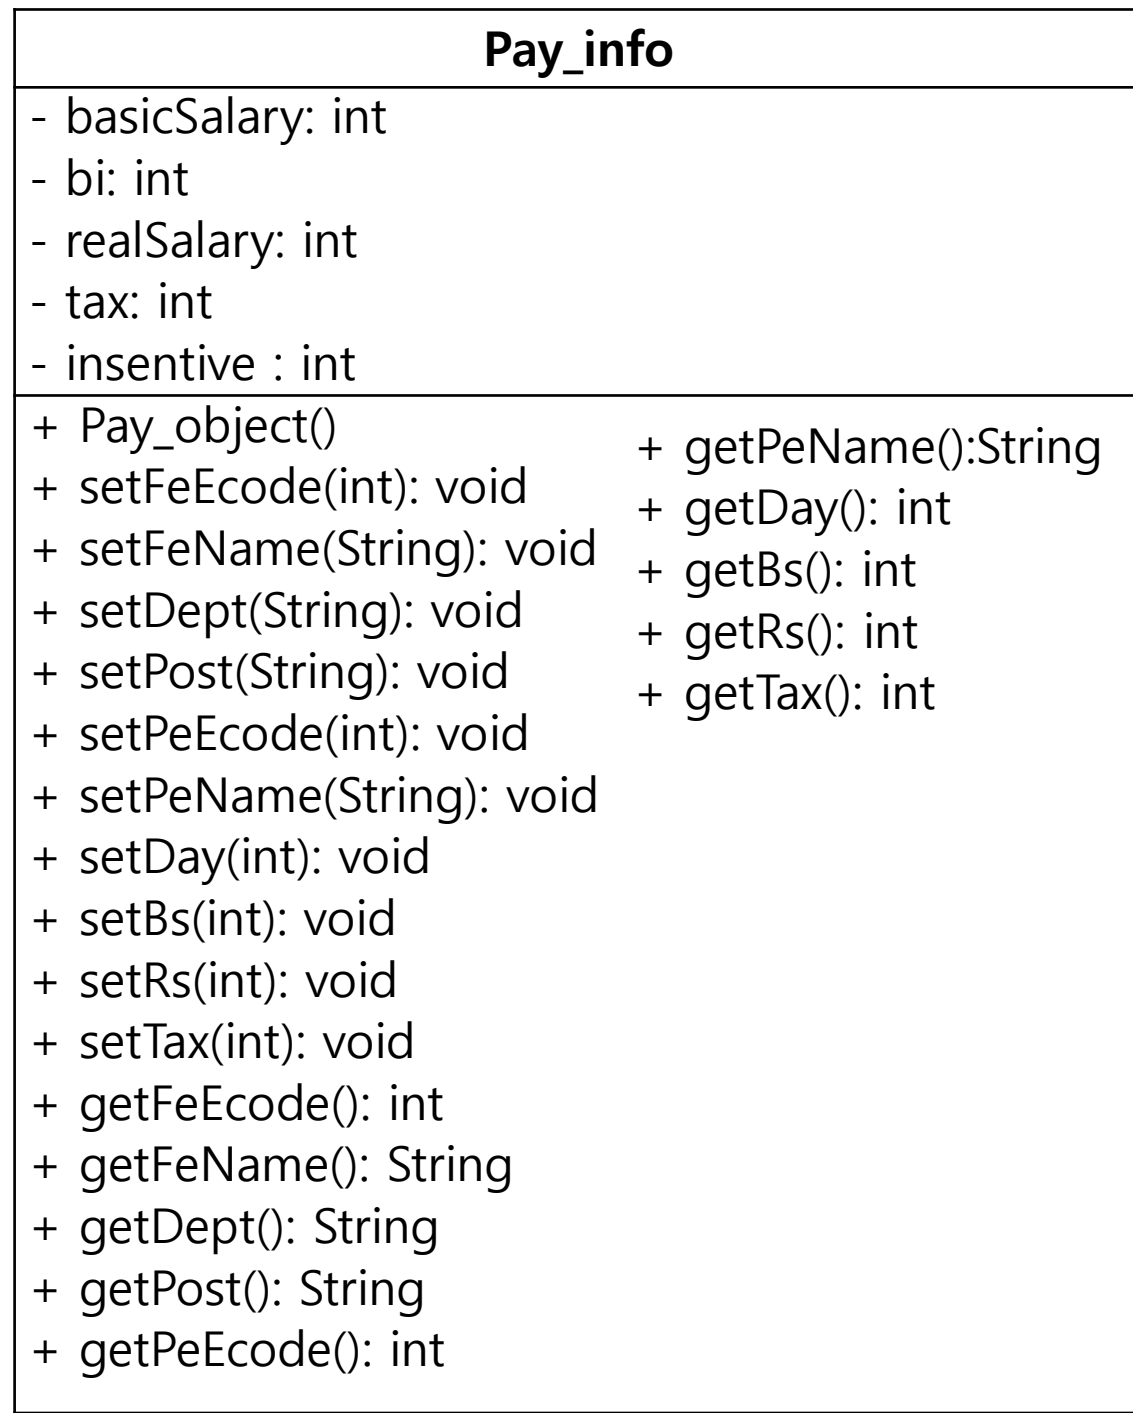 Pay_info
- basicSalary: int
- bi: int
- realSalary: int
- tax: int
- insentive : int
+ Pay_object()
+ setFeEcode(int): void
+ setFeName(String): void
+ setDept(String): void
+ setPost(String): void
+ setPeEcode(int): void
+ setPeName(String): void
+ setDay(int): void
+ setBs(int): void
+ setRs(int): void
+ setTax(int): void
+ getFeEcode(): int
+ getFeName(): String
+ getDept(): String
+ getPost(): String
+ getPeEcode(): int
+ getPeName():String
+ getDay(): int
+ getBs(): int
+ getRs(): int
+ getTax(): int